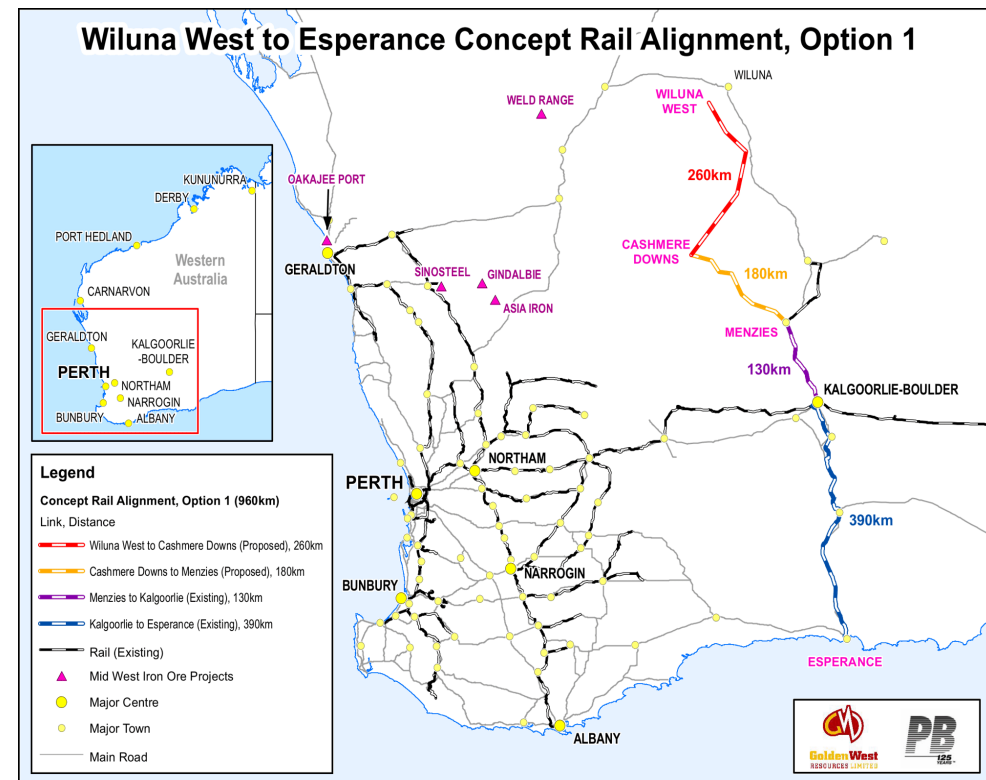 Wiluna West to Esperance Concept Rail Alignment, Option 1
WILUNA
WILUNA
WEST
WELD RANGE
260km
OAKAJEE PORT
GERALDTON
SINOSTEEL
GINDALBIE
ASIA IRON
CASHMERE
DOWNS
180km
MENZIES
130km
KALGOORLIE-BOULDER
NORTHAM
PERTH
390km
NARROGIN
BUNBURY
ESPERANCE
ALBANY
KUNUNURRA
DERBY
PORT HEDLAND
Western
Australia
CARNARVON
GERALDTON
KALGOORLIE
-BOULDER
PERTH
NORTHAM
NARROGIN
BUNBURY
ALBANY
Legend
Concept Rail Alignment, Option 1 (960km)
Link, Distance
Wiluna West to Cashmere Downs (Proposed), 260km
Cashmere Downs to Menzies (Proposed), 180km
Menzies to Kalgoorlie (Existing), 130km
Kalgoorlie to Esperance (Existing), 390km
Rail (Existing)
Mid West Iron Ore Projects
Major Centre
Major Town
Main Road
GoldenWest
RESOURCES LIMITED
PB
125
YEARS™